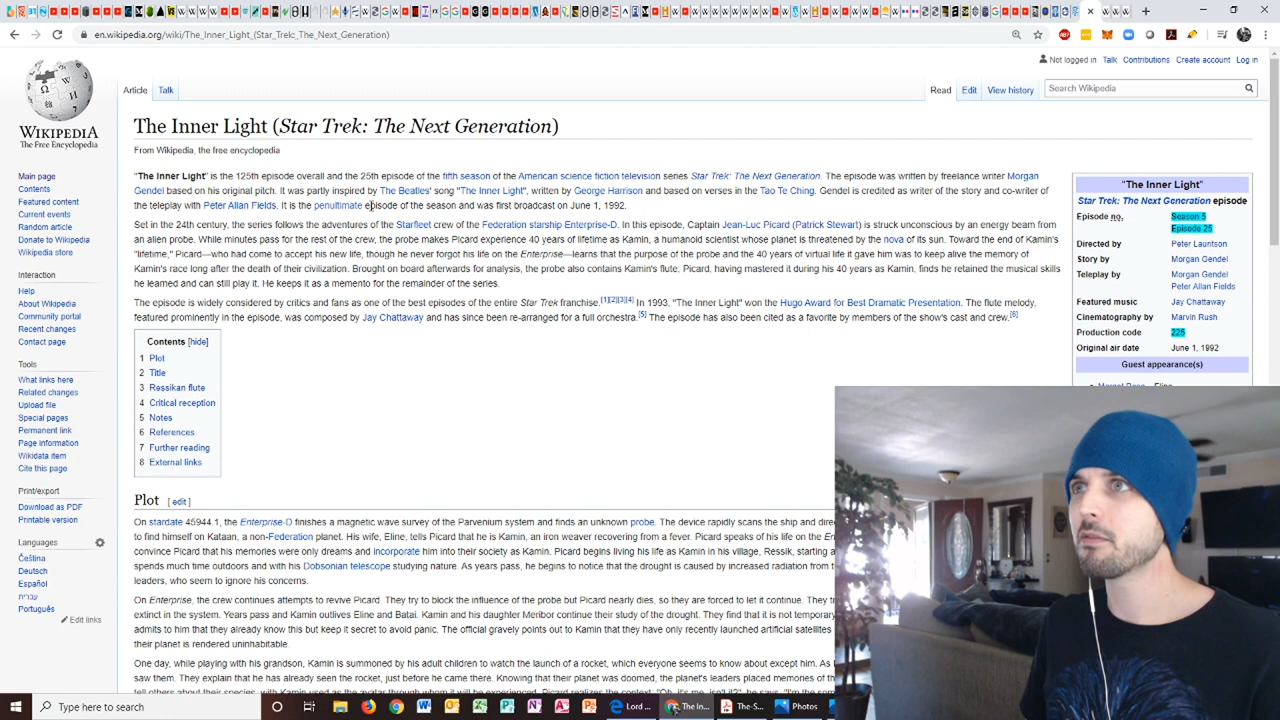 en.wikipedia.org/wiki/The_Inner_Light_(Star_Trek:_The_Next_Generation)
Not logged in Talk Contributions Create account Log in
WIKIPEDIA
The Free Encyclopedia
Article Talk Read Edit View history Search Wikipedia
The Inner Light (Star Trek: The Next Generation)
From Wikipedia, the free encyclopedia
"The Inner Light" is the 125th episode overall and the 25th episode of the fifth season of the American science fiction television series Star Trek: The Next Generation. The episode was written by freelance writer Morgan
Gendel based on his original pitch. It was partly inspired by The Beatles' song "The Inner Light", written by George Harrison and based on verses in the Tao Te Ching. Gendel is credited as writer of the story and co-writer of
the teleplay with Peter Allan Fields. It is the penultimate episode of the season and was first broadcast on June 1, 1992.
Set in the 24th century, the series follows the adventures of the Starfleet crew of the Federation starship Enterprise-D. In this episode, Captain Jean-Luc Picard (Patrick Stewart) is struck unconscious by an energy beam from
an alien probe. While minutes pass for the rest of the crew, the probe makes Picard experience 40 years of lifetime as Kamin, a humanoid scientist whose planet is threatened by the nova of its sun. Toward the end of Kamin's
"lifetime," Picard—who had come to accept his new life, though he never forgot his life on the Enterprise—learns that the purpose of the probe and the 40 years of virtual life it gave him was to keep alive the memory of
Kamin's race long after the death of their civilization. Brought on board afterwards for analysis, the probe also contains Kamin's flute; Picard, having mastered it during his 40 years as Kamin, finds he retained the musical skills
he learned and can still play it. He keeps it as a memento for the remainder of the series.
The episode is widely considered by critics and fans as one of the best episodes of the entire Star Trek franchise.[1][2][3][4] In 1993, "The Inner Light" won the Hugo Award for Best Dramatic Presentation. The flute melody,
featured prominently in the episode, was composed by Jay Chattaway and has since been re-arranged for a full orchestra.[5] The episode has also been cited as a favorite by members of the show's cast and crew.[6]
Contents [hide]
1 Plot
2 Title
3 Ressikan flute
4 Critical reception
5 Notes
6 References
7 Further reading
8 External links
Plot [ edit ]
On stardate 45944.1, the Enterprise-D finishes a magnetic wave survey of the Parvenium system and finds an unknown probe. The device rapidly scans the ship and
to find himself on Kataan, a non-Federation planet. His wife, Eline, tells Picard that he is Kamin, an iron weaver recovering from a fever. Picard speaks of his life on the
convince Picard that his memories were only dreams and incorporate him into their society as Kamin. Picard begins living his life as Kamin in his village, Ressik, starting a
spends much time outdoors and with his Dobsonian telescope studying nature. As years pass, he begins to notice that the drought is caused by increased radiation from
leaders, who seem to ignore his concerns.
On Enterprise, the crew continues attempts to revive Picard. They try to block the influence of the probe but Picard nearly dies, so they are forced to let it continue. They
extinct in the system. Years pass and Kamin outlives Eline and Batai. Kamin and his daughter Meribor continue their study of the drought. They find that it is not temporary
admits to him that they already know this but keep it secret to avoid panic. The official gravely points out to Kamin that they have only recently launched artificial satellites
their planet is rendered uninhabitable.
One day, while playing with his grandson, Kamin is summoned by his adult children to watch the launch of a rocket, which everyone seems to know about except him. As
saw them. They explain that he has already seen the rocket, just before he came there. Knowing that their planet was doomed, the planet's leaders placed memories of
"The Inner Light"
Star Trek: The Next Generation episode
Episode no. Season 5
Episode 25
Directed by Peter Lauritson
Story by Morgan Gendel
Teleplay by Morgan Gendel
Peter Allan Fields
Featured music Jay Chattaway
Cinematography by Marvin Rush
Production code 225
Original air date June 1, 1992
Guest appearance(s)
Main page
Contents
Featured content
Current events
Random article
Donate to Wikipedia
Wikipedia store
Interaction
Help
About Wikipedia
Community portal
Recent changes
Contact page
Tools
What links here
Related changes
Upload file
Special pages
Permanent link
Page information
Wikidata item
Cite this page
Print/export
Download as PDF
Printable version
Languages
Čeština
Deutsch
Español
עברית
Português
Edit links
Type here to search
Lord ...
The In...
The-S...
Photos